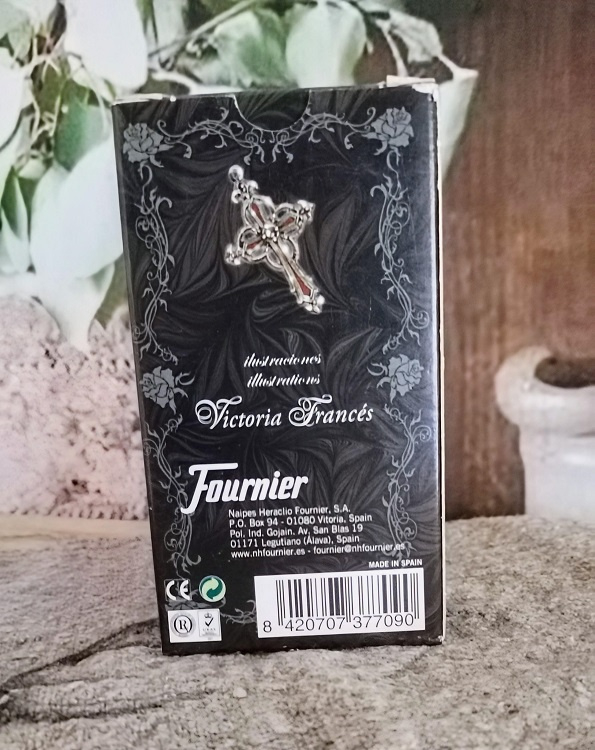 ilustraciones
illustrations
Victoria Francés
Fournier
Naipes Heraclio Fournier, S.A.
P.O. Box 94 - 01080 Vitoria, Spain
Pol. Ind. Gojain. Av, San Blas 19
01171 Legutiano (Álava), Spain
www.nhfournier.es - fournier@nhfournier.es
MADE IN SPAIN
CE
R
8 420707 377090